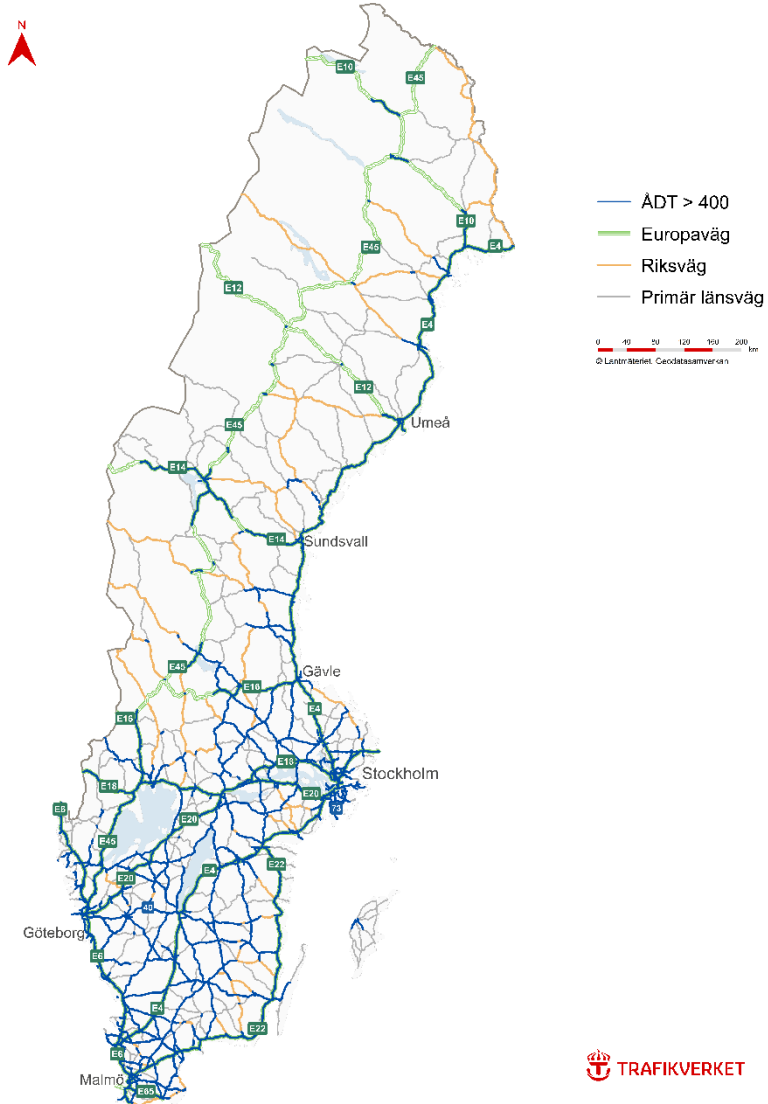 N
E10
E45
ÅDT > 400
Europaväg
Riksväg
Primär länsväg
E10
E4
E45
E12
0 20 40 80 120 160 200
km
© Lantmäteriet, Geodatasamverkan
E4
E12
Umeå
E45
E14
E14
Sundsvall
E45
Gävle
E16
E16
E4
E18
Stockholm
E18
E20
E6
73
E20
E45
E4
E22
E20
40
Göteborg
E6
E4
E22
E6
Malmö
E65
TRAFIKVERKET